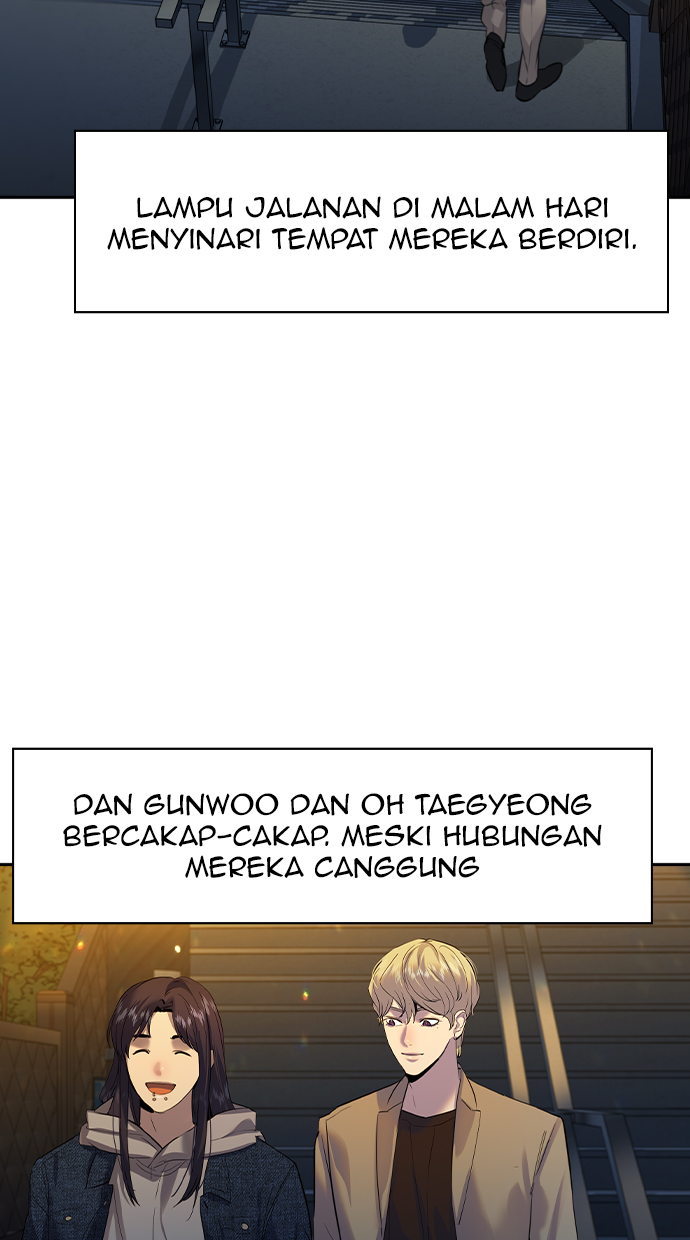 LAMPU JALANAN DI MALAM HARI
MENYINARI TEMPAT MEREKA BERDIRI.
DAN GUNWOO DAN OH TAEGYEONG
BERCAKAP-CAKAP. MESKI HUBUNGAN
MEREKA CANGGUNG